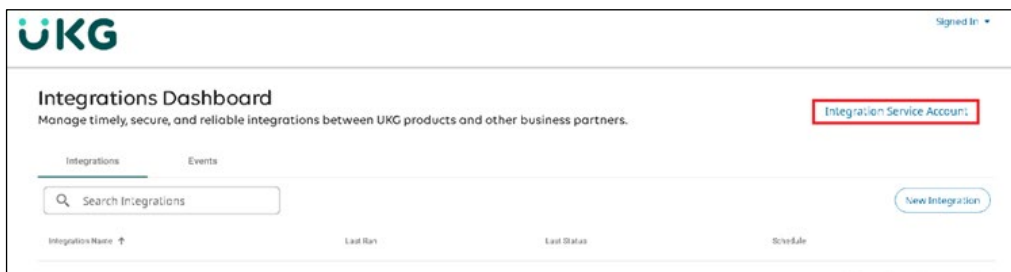 UKG
Signed In
Integrations Dashboard
Manage timely, secure, and reliable integrations between UKG products and other business partners.
Integration Service Account
Integrations Events
Search Integrations
New Integration
Integration Name ↑ Last Ran Last Status Schedule